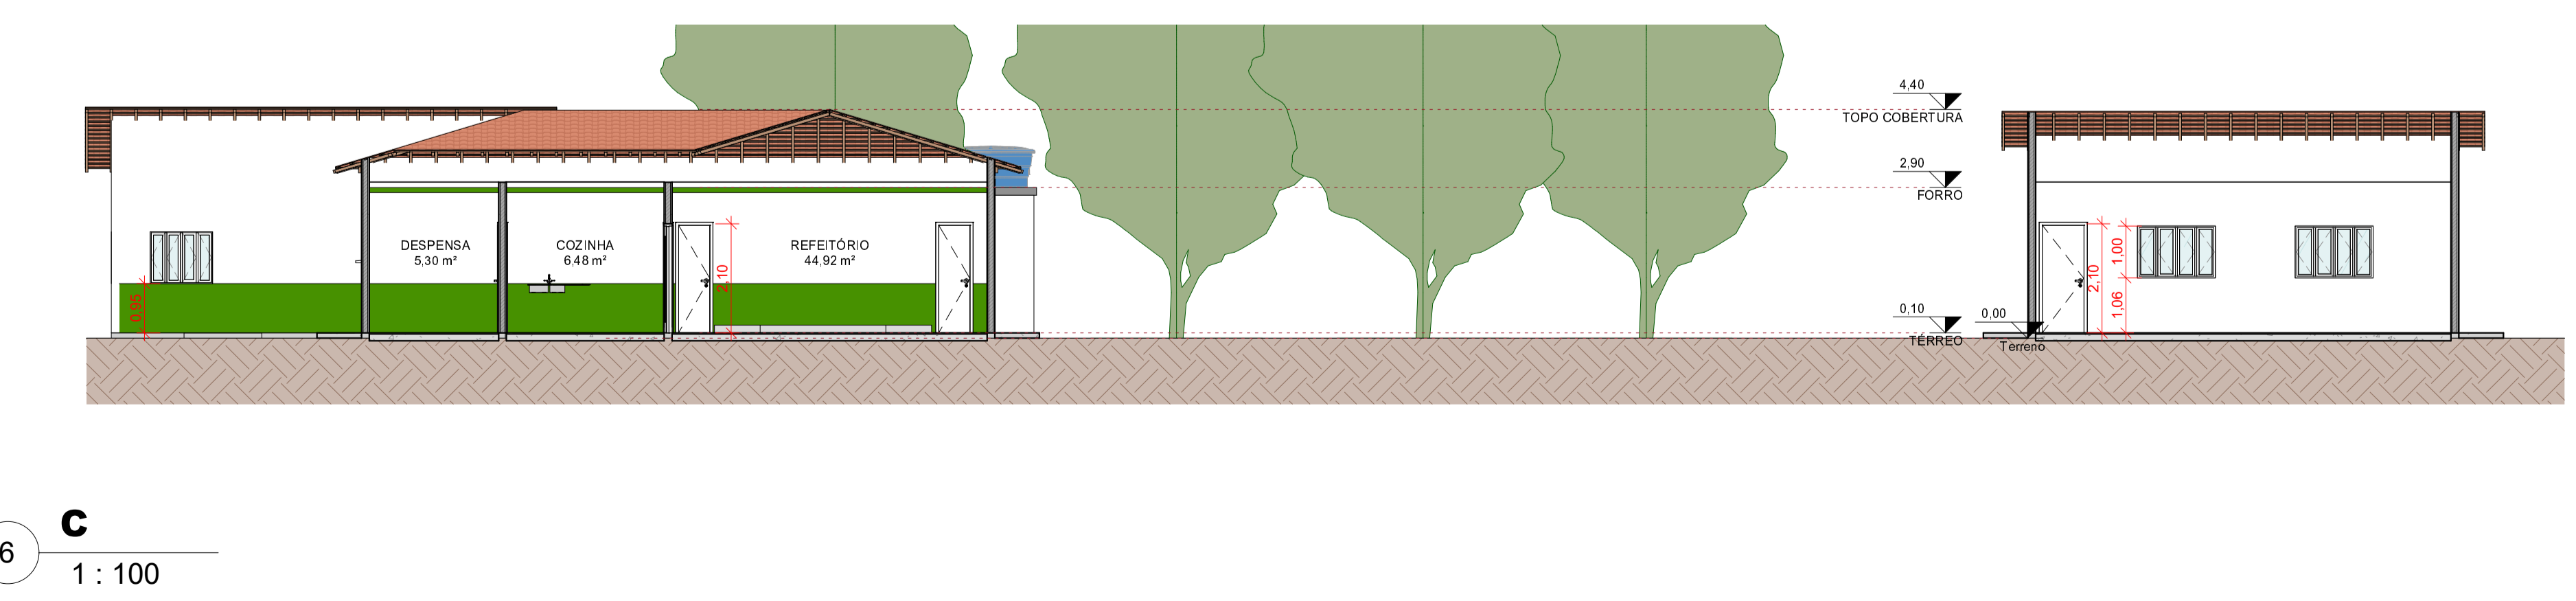 4,40
TOPO COBERTURA
2,90
FORRO
DESPENSA
5,30 m²
COZINHA
6,48 m²
REFEITÓRIO
44,92 m²
0,95
2,10
2,10
1,00
1,06
0,10
TÉRREO
0,00
Terreno
C
6
1 : 100